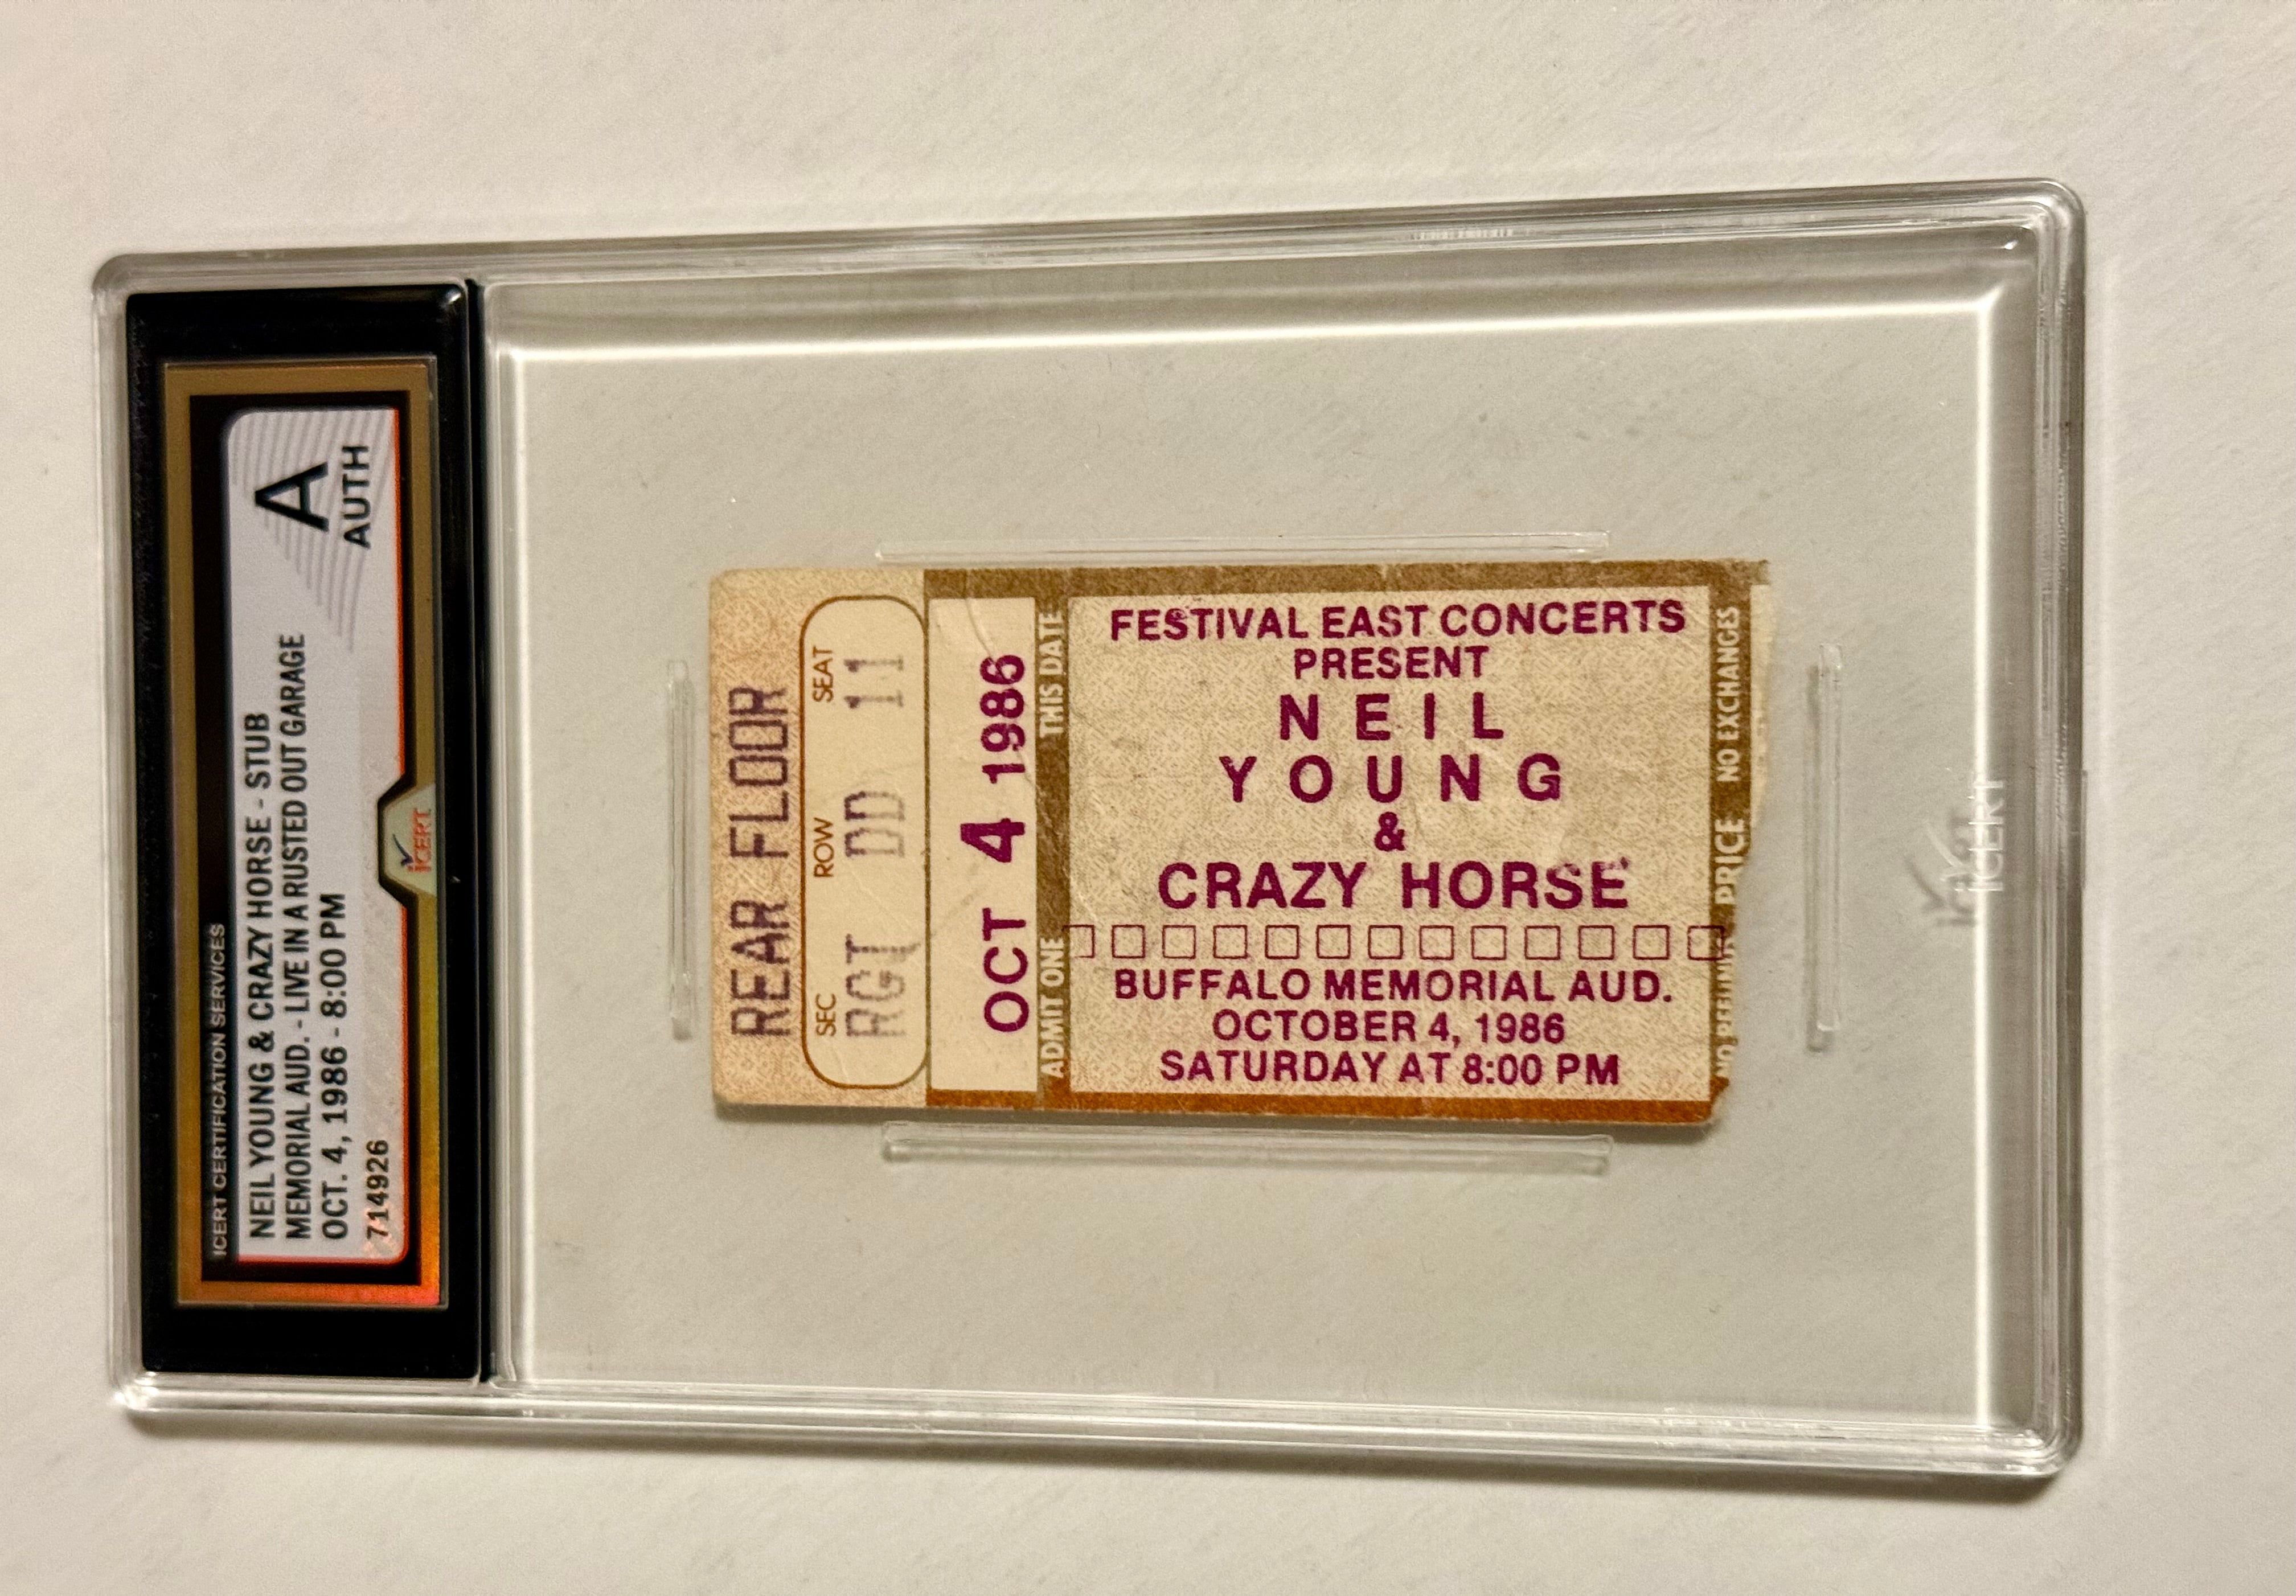 ICERT CERTIFICATION SERVICES
NEIL YOUNG & CRAZY HORSE - STUB
MEMORIAL AUD. - LIVE IN A RUSTED OUT GARAGE
OCT. 4, 1986 - 8:00 PM
714926
A
AUTH
iCERT
REAR FLOOR
SEC ROW SEAT
RGT DD 11
OCT 4 1986
ADMIT ONE THIS DATE
FESTIVAL EAST CONCERTS
PRESENT
NEIL
YOUNG
&
CRAZY HORSE
BUFFALO MEMORIAL AUD.
OCTOBER 4, 1986
SATURDAY AT 8:00 PM
NO REFUND PRICE NO EXCHANGES
iCERT